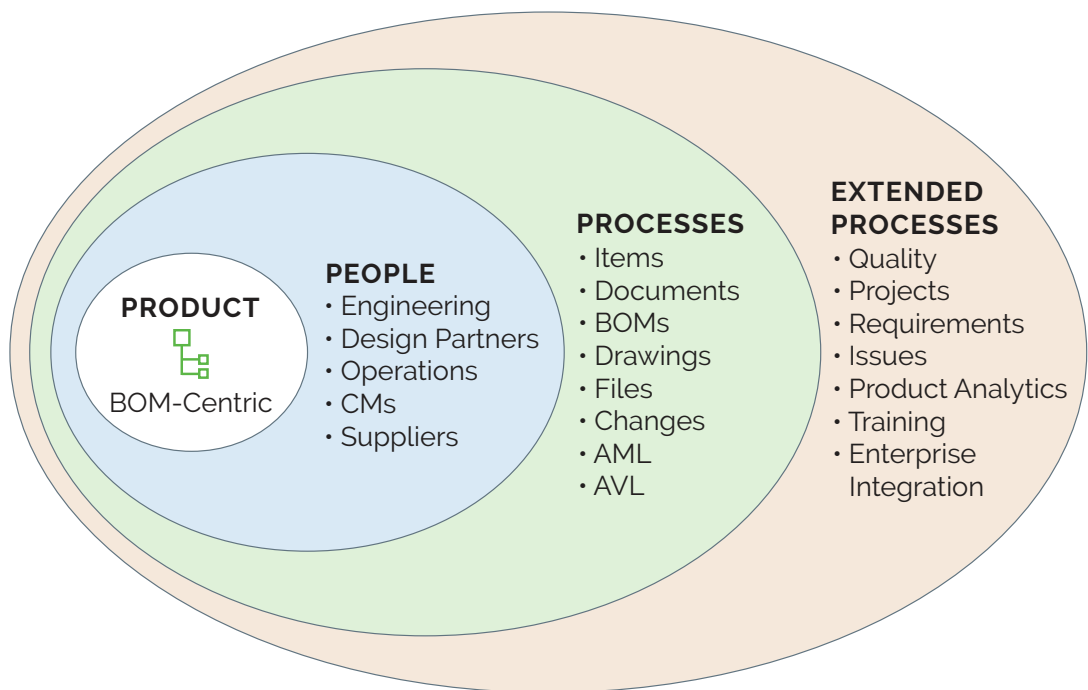 PRODUCT
BOM-Centric
PEOPLE
• Engineering
• Design Partners
• Operations
• CMs
• Suppliers
PROCESSES
• Items
• Documents
• BOMs
• Drawings
• Files
• Changes
• AML
• AVL
EXTENDED
PROCESSES
• Quality
• Projects
• Requirements
• Issues
• Product Analytics
• Training
• Enterprise
Integration